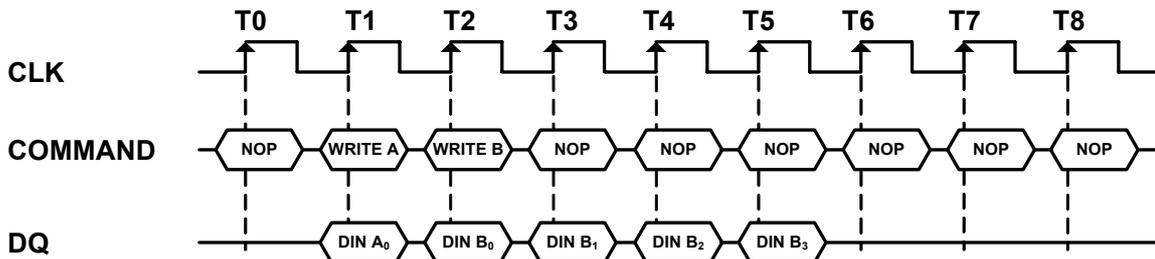 T0 T1 T2 T3 T4 T5 T6 T7 T8
CLK
COMMAND NOP WRITE A WRITE B NOP NOP NOP NOP NOP NOP
DQ DIN A₀ DIN B₀ DIN B₁ DIN B₂ DIN B₃